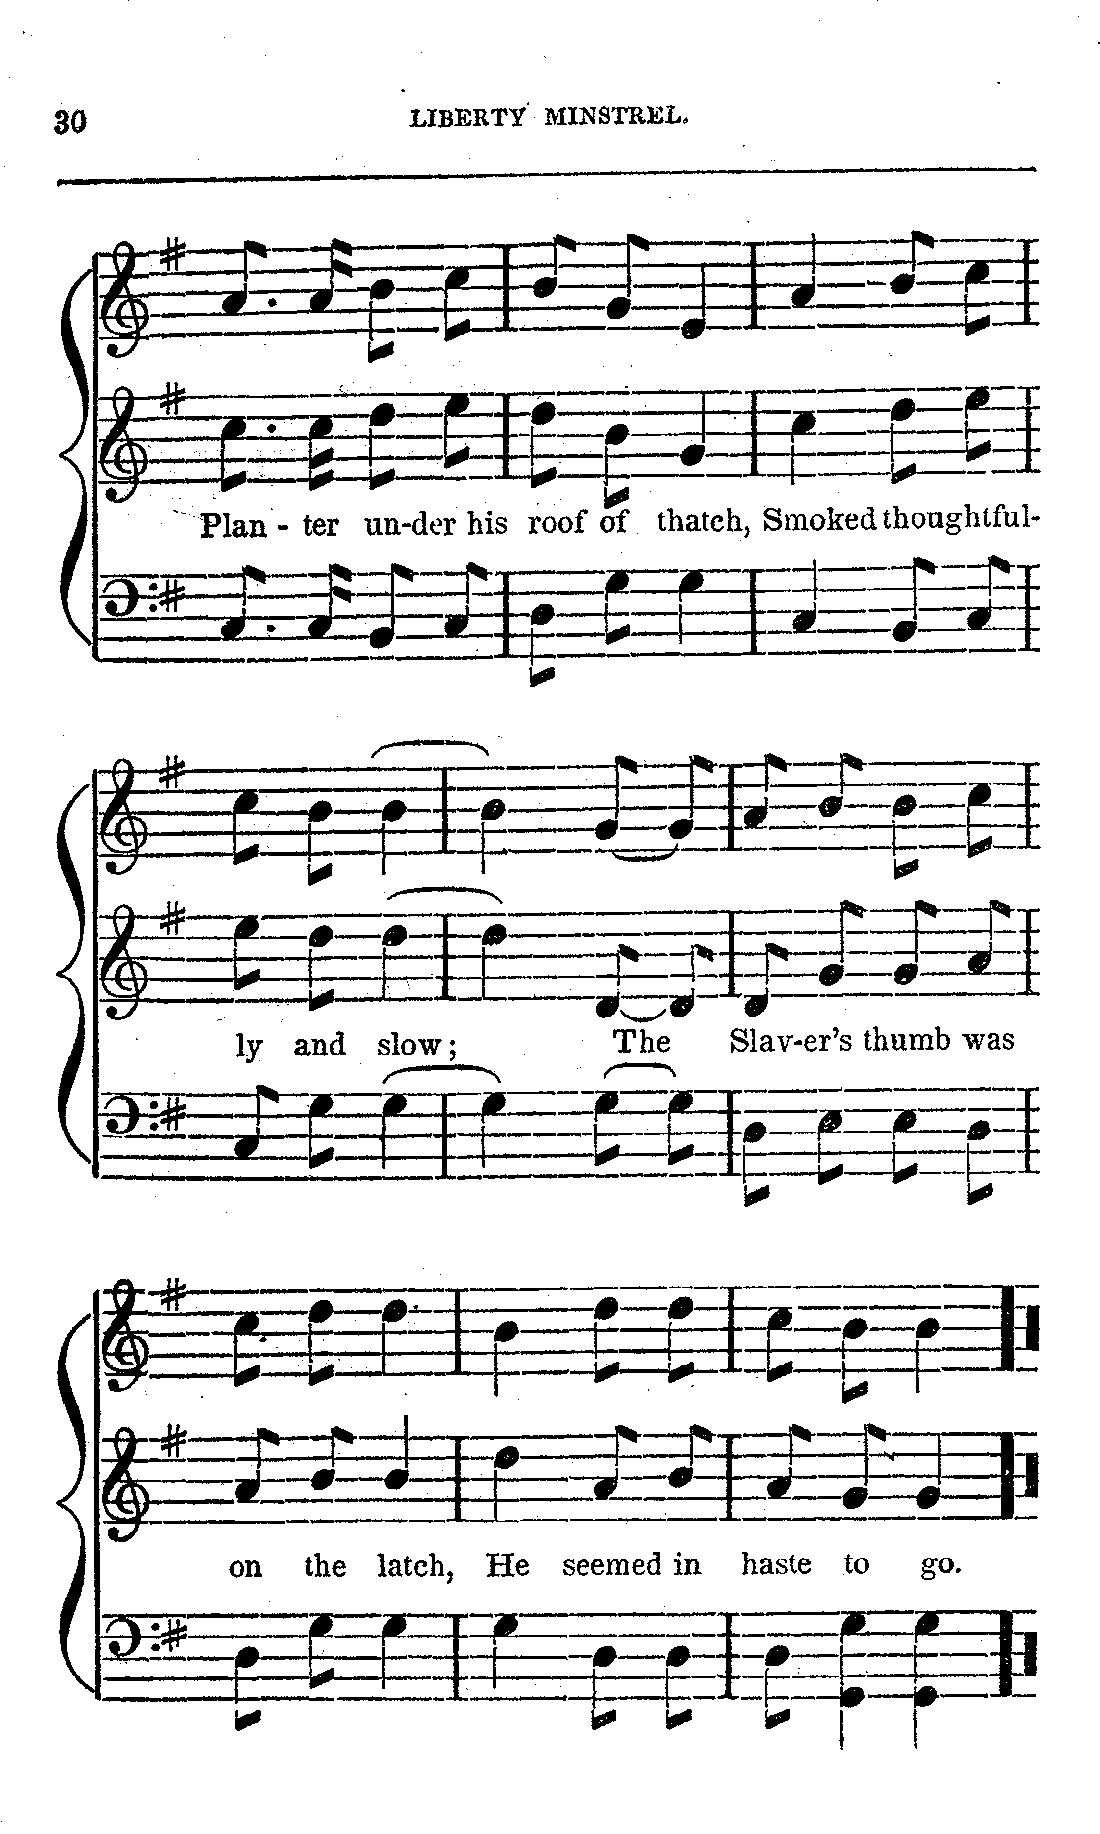 30
LIBERTY MINSTREL.
Plan - ter un-der his roof of thatch, Smoked thoughtful-
ly and slow; The Slav-er's thumb was
on the latch, He seemed in haste to go.